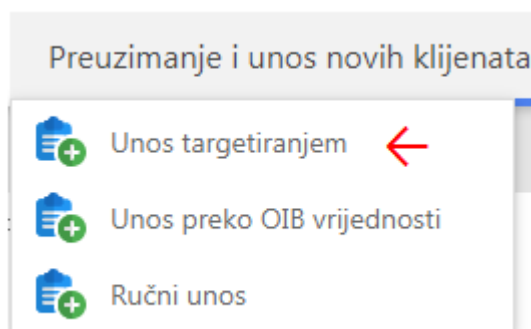 Preuzimanje i unos novih klijenata
Unos targetiranjem
Unos preko OIB vrijednosti
Ručni unos